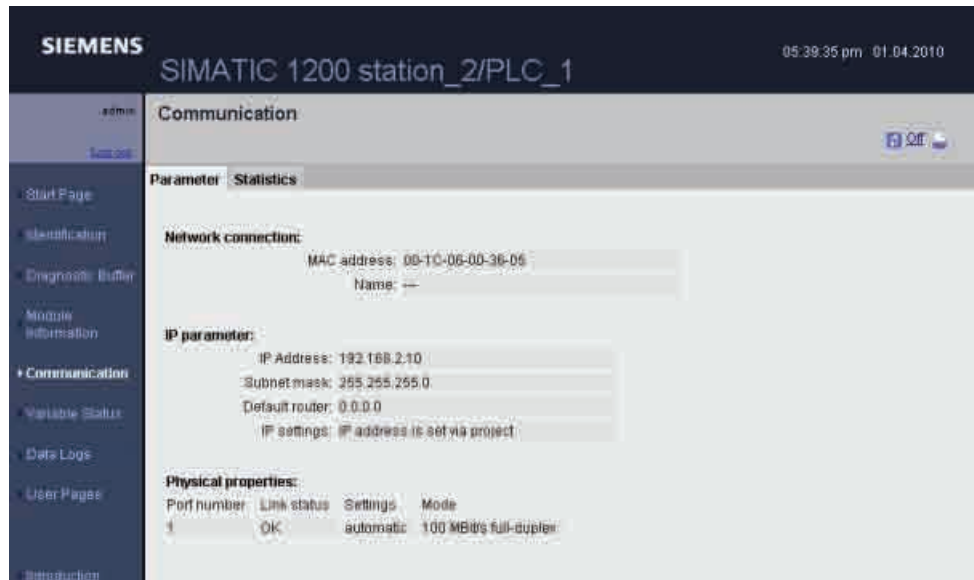 SIEMENS
SIMATIC 1200 station_2/PLC_1
05:39:35 pm 01.04.2010
admin
Log out
Communication
Off
Start Page
Identification
Diagnostic Buffer
Module
Information
Communication
Variable Status
Data Logs
User Pages
Introduction
Parameter Statistics
Network connection:
MAC address: 00-1C-06-00-36-05
Name: ---
IP parameter:
IP Address: 192.168.2.10
Subnet mask: 255.255.255.0
Default router: 0.0.0.0
IP settings: IP address is set via project
Physical properties:
Port number Link status Settings Mode
1 OK automatic 100 MBit/s full-duplex